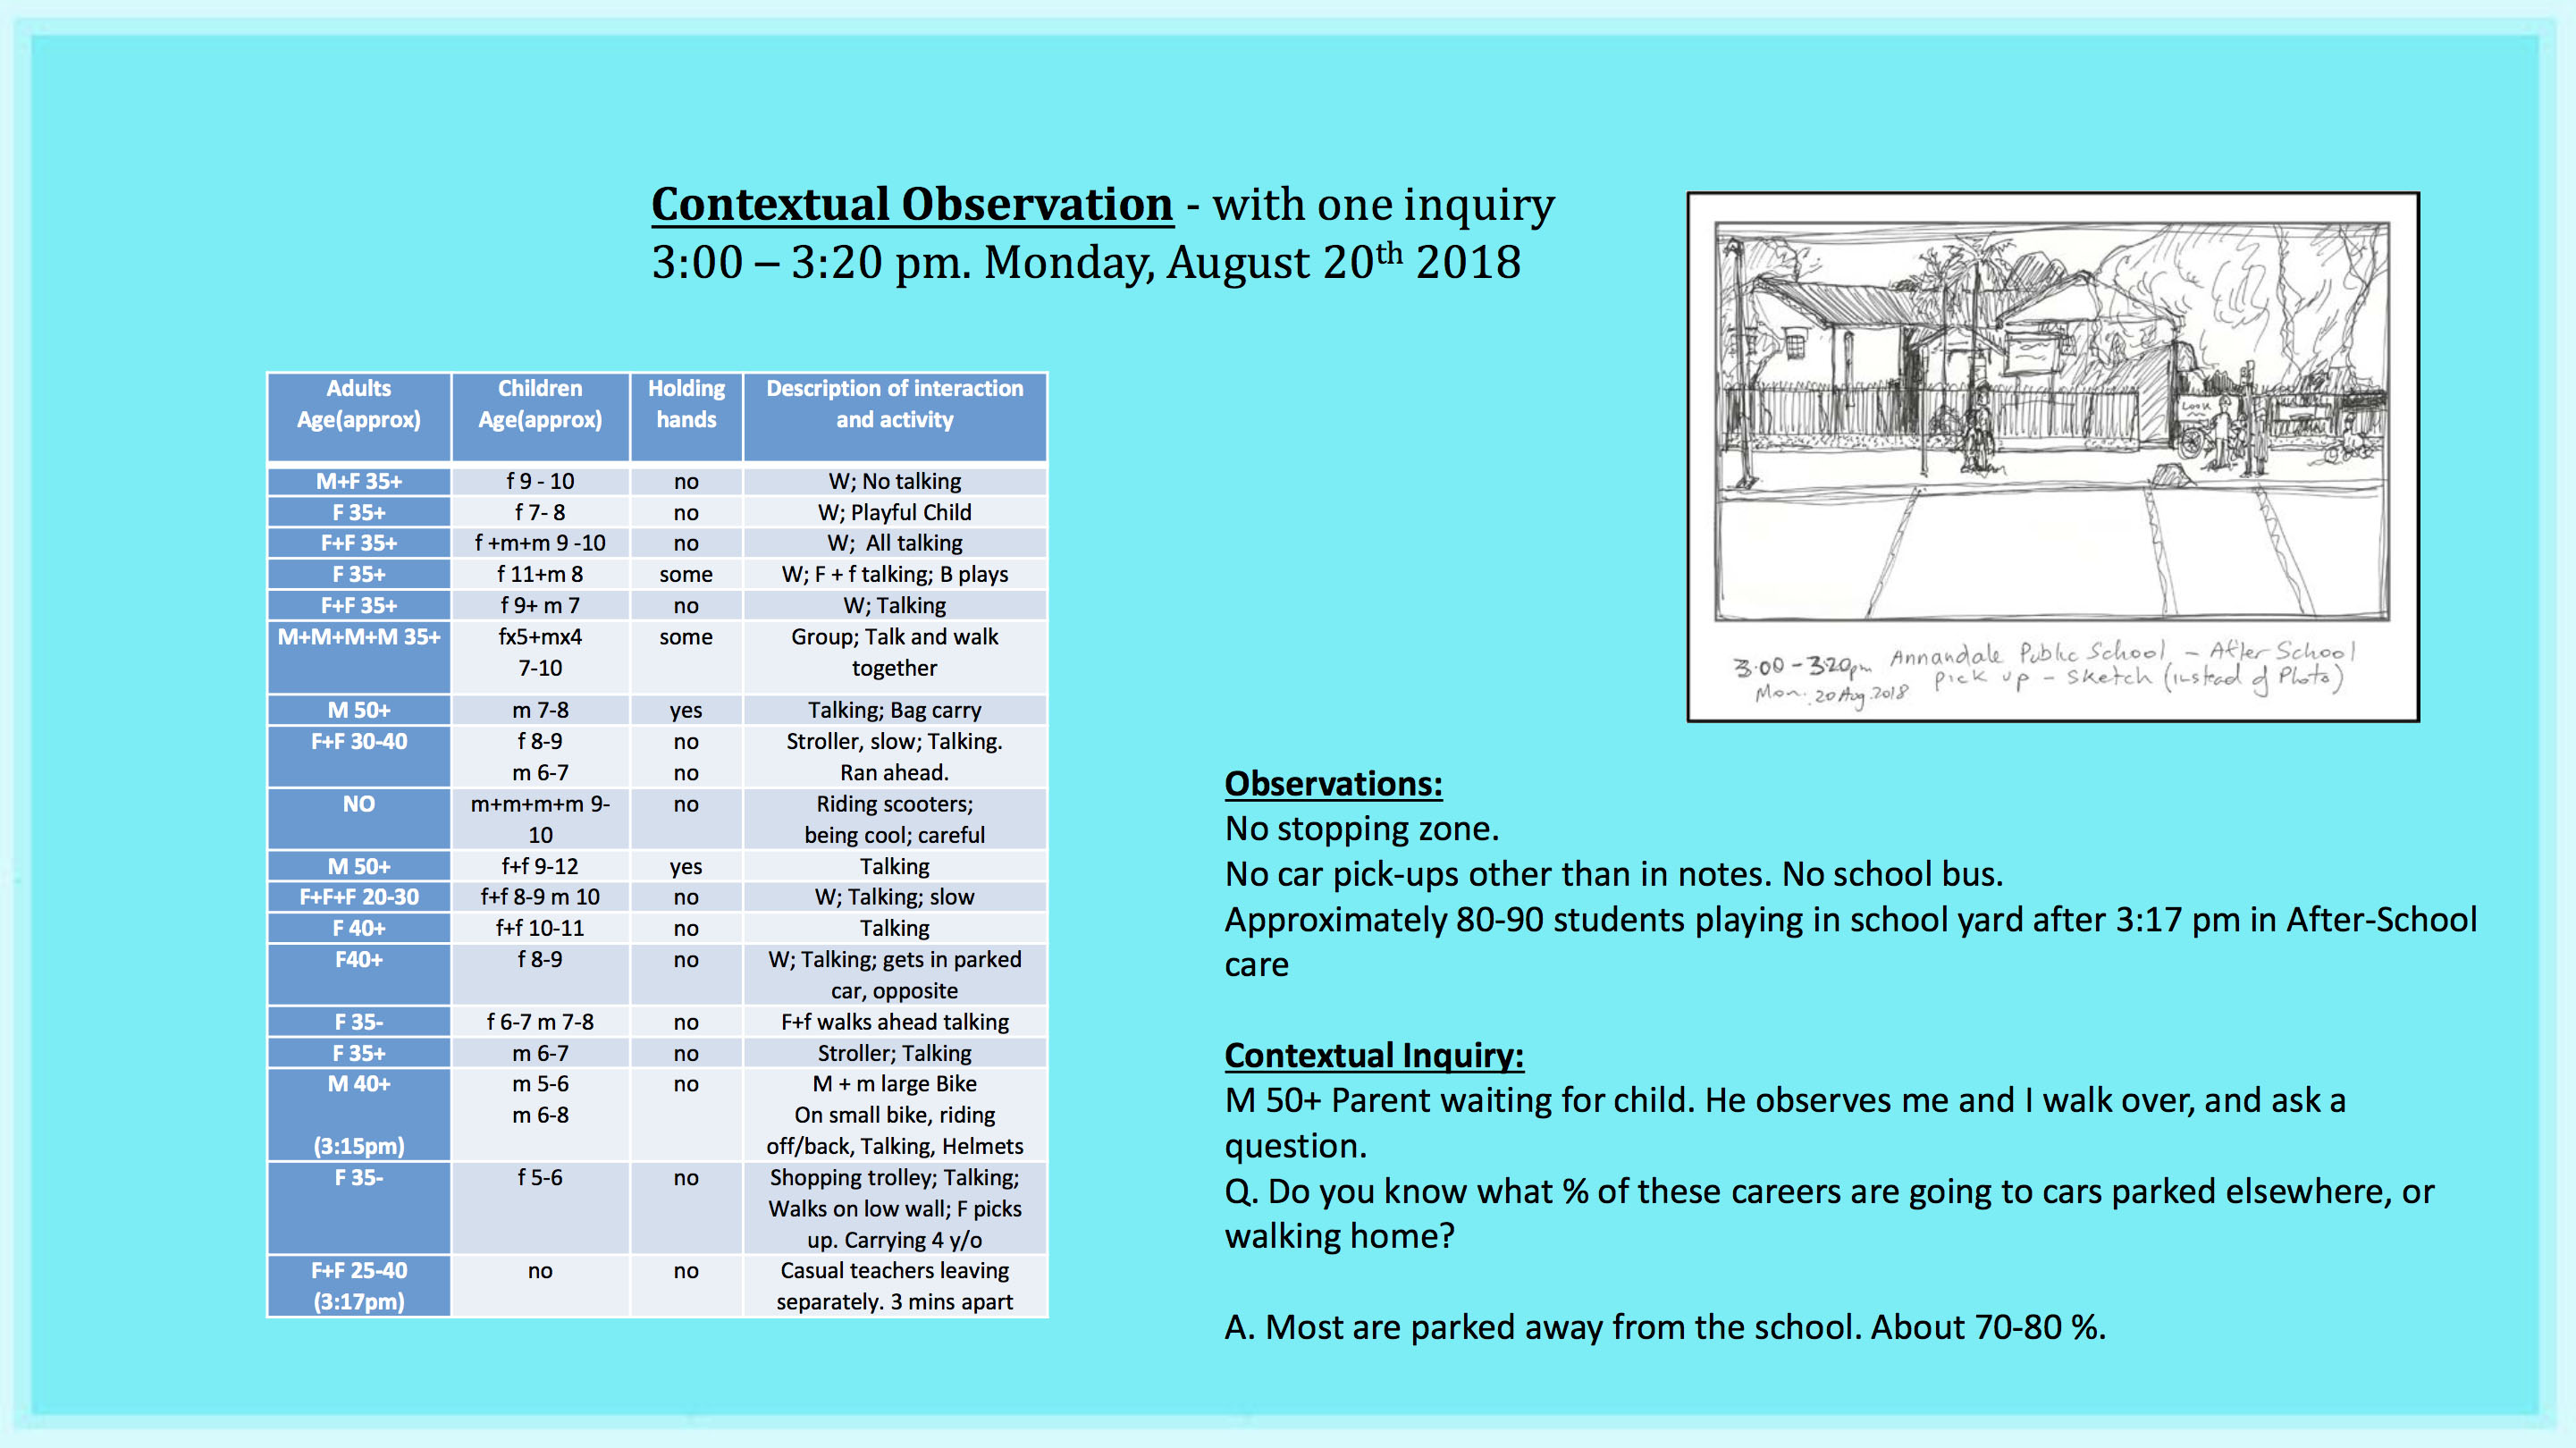 Contextual Observation - with one inquiry
3:00 – 3:20 pm. Monday, August 20th 2018
Adults Age(approx) Children Age(approx) Holding hands Description of interaction and activity
M+F 35+ f 9 - 10 no W; No talking
F 35+ f 7- 8 no W; Playful Child
F+F 35+ f +m+m 9 -10 no W; All talking
F 35+ f 11+m 8 some W; F + f talking; B plays
F+F 35+ f 9+ m 7 no W; Talking
M+M+M+M 35+ fx5+mx4 7-10 some Group; Talk and walk together
M 50+ m 7-8 yes Talking; Bag carry
F+F 30-40 f 8-9 no Stroller, slow; Talking.
m 6-7 no Ran ahead.
NO m+m+m+m 9-10 no Riding scooters; being cool; careful
M 50+ f+f 9-12 yes Talking
F+F+F 20-30 f+f 8-9 m 10 no W; Talking; slow
F 40+ f+f 10-11 no Talking
F40+ f 8-9 no W; Talking; gets in parked car, opposite
F 35- f 6-7 m 7-8 no F+f walks ahead talking
F 35+ m 6-7 no Stroller; Talking
M 40+ m 5-6 no M + m large Bike
m 6-8 On small bike, riding
(3:15pm) off/back, Talking, Helmets
F 35- f 5-6 no Shopping trolley; Talking; Walks on low wall; F picks up. Carrying 4 y/o
F+F 25-40 no no Casual teachers leaving
(3:17pm) separately. 3 mins apart
LOOK
3:00 - 3:20pm Annandale Public School - After School
Mon. 20 Aug. 2018 pick up - sketch (instead of Photo)
Observations:
No stopping zone.
No car pick-ups other than in notes. No school bus.
Approximately 80-90 students playing in school yard after 3:17 pm in After-School
care
Contextual Inquiry:
M 50+ Parent waiting for child. He observes me and I walk over, and ask a
question.
Q. Do you know what % of these careers are going to cars parked elsewhere, or
walking home?
A. Most are parked away from the school. About 70-80 %.